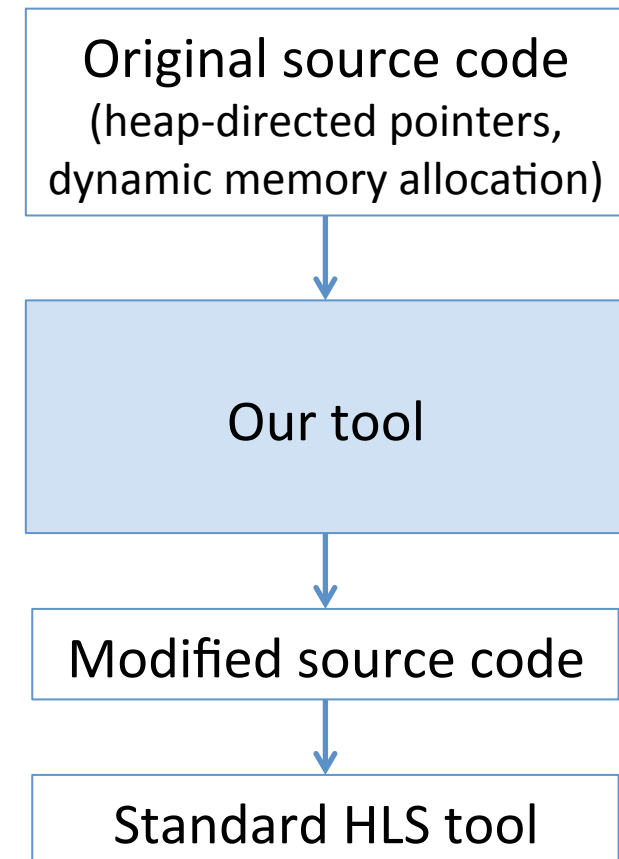 Original source code
(heap-directed pointers,
dynamic memory allocation)
Our tool
Modified source code
Standard HLS tool